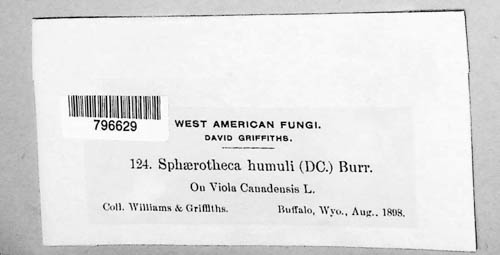 796629
WEST AMERICAN FUNGI.
DAVID GRIFFITHS.
124. Sphærotheca humuli (DC.) Burr.
On Viola Canadensis L.
Coll. Williams & Griffiths. Buffalo, Wyo., Aug., 1898.